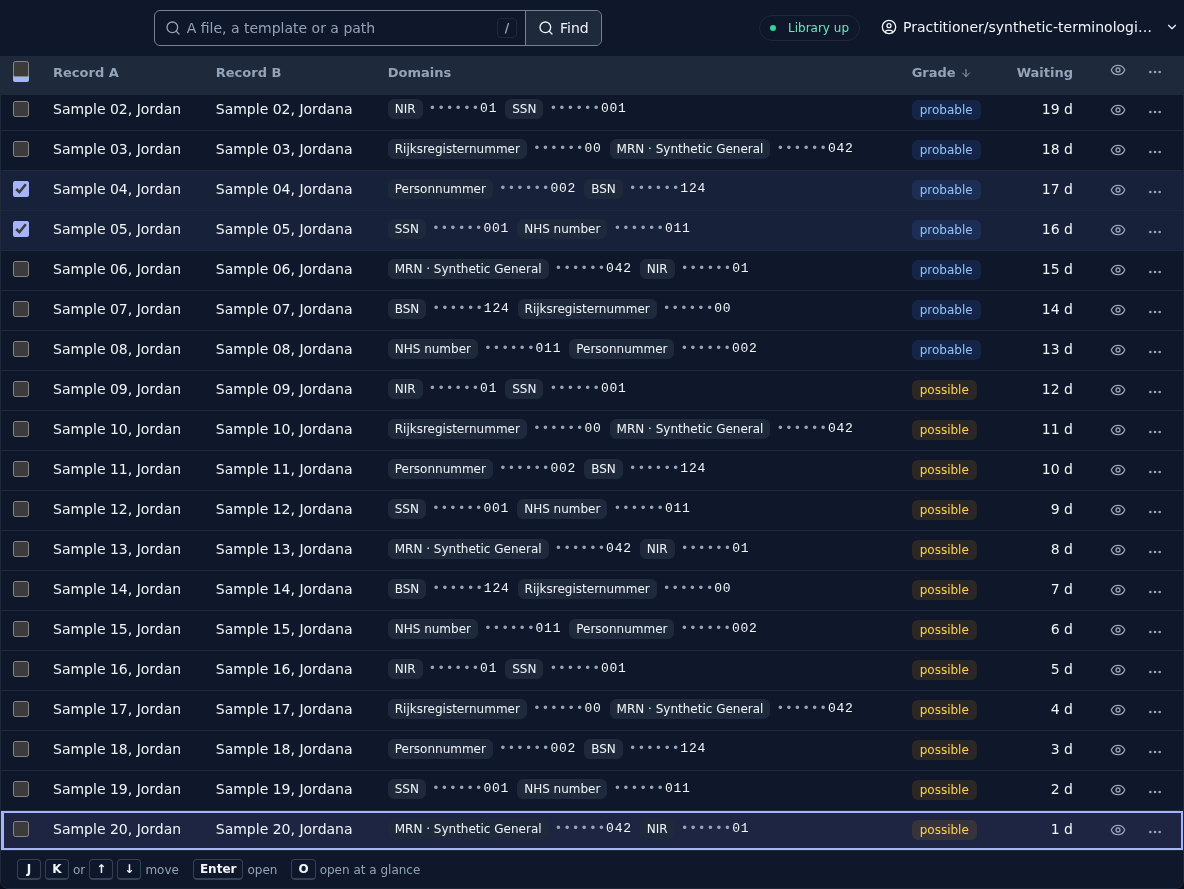 A file, a template or a path / Find Library up Practitioner/synthetic-terminologi...
Record A Record B Domains Grade ↓ Waiting ...
Sample 02, Jordan Sample 02, Jordana NIR ••••••01 SSN ••••••001 probable 19 d ...
Sample 03, Jordan Sample 03, Jordana Rijksregisternummer ••••••00 MRN · Synthetic General ••••••042 probable 18 d ...
Sample 04, Jordan Sample 04, Jordana Personnummer ••••••002 BSN ••••••124 probable 17 d ...
Sample 05, Jordan Sample 05, Jordana SSN ••••••001 NHS number ••••••011 probable 16 d ...
Sample 06, Jordan Sample 06, Jordana MRN · Synthetic General ••••••042 NIR ••••••01 probable 15 d ...
Sample 07, Jordan Sample 07, Jordana BSN ••••••124 Rijksregisternummer ••••••00 probable 14 d ...
Sample 08, Jordan Sample 08, Jordana NHS number ••••••011 Personnummer ••••••002 probable 13 d ...
Sample 09, Jordan Sample 09, Jordana NIR ••••••01 SSN ••••••001 possible 12 d ...
Sample 10, Jordan Sample 10, Jordana Rijksregisternummer ••••••00 MRN · Synthetic General ••••••042 possible 11 d ...
Sample 11, Jordan Sample 11, Jordana Personnummer ••••••002 BSN ••••••124 possible 10 d ...
Sample 12, Jordan Sample 12, Jordana SSN ••••••001 NHS number ••••••011 possible 9 d ...
Sample 13, Jordan Sample 13, Jordana MRN · Synthetic General ••••••042 NIR ••••••01 possible 8 d ...
Sample 14, Jordan Sample 14, Jordana BSN ••••••124 Rijksregisternummer ••••••00 possible 7 d ...
Sample 15, Jordan Sample 15, Jordana NHS number ••••••011 Personnummer ••••••002 possible 6 d ...
Sample 16, Jordan Sample 16, Jordana NIR ••••••01 SSN ••••••001 possible 5 d ...
Sample 17, Jordan Sample 17, Jordana Rijksregisternummer ••••••00 MRN · Synthetic General ••••••042 possible 4 d ...
Sample 18, Jordan Sample 18, Jordana Personnummer ••••••002 BSN ••••••124 possible 3 d ...
Sample 19, Jordan Sample 19, Jordana SSN ••••••001 NHS number ••••••011 possible 2 d ...
Sample 20, Jordan Sample 20, Jordana MRN · Synthetic General ••••••042 NIR ••••••01 possible 1 d ...
J K or ↑ ↓ move Enter open O open at a glance